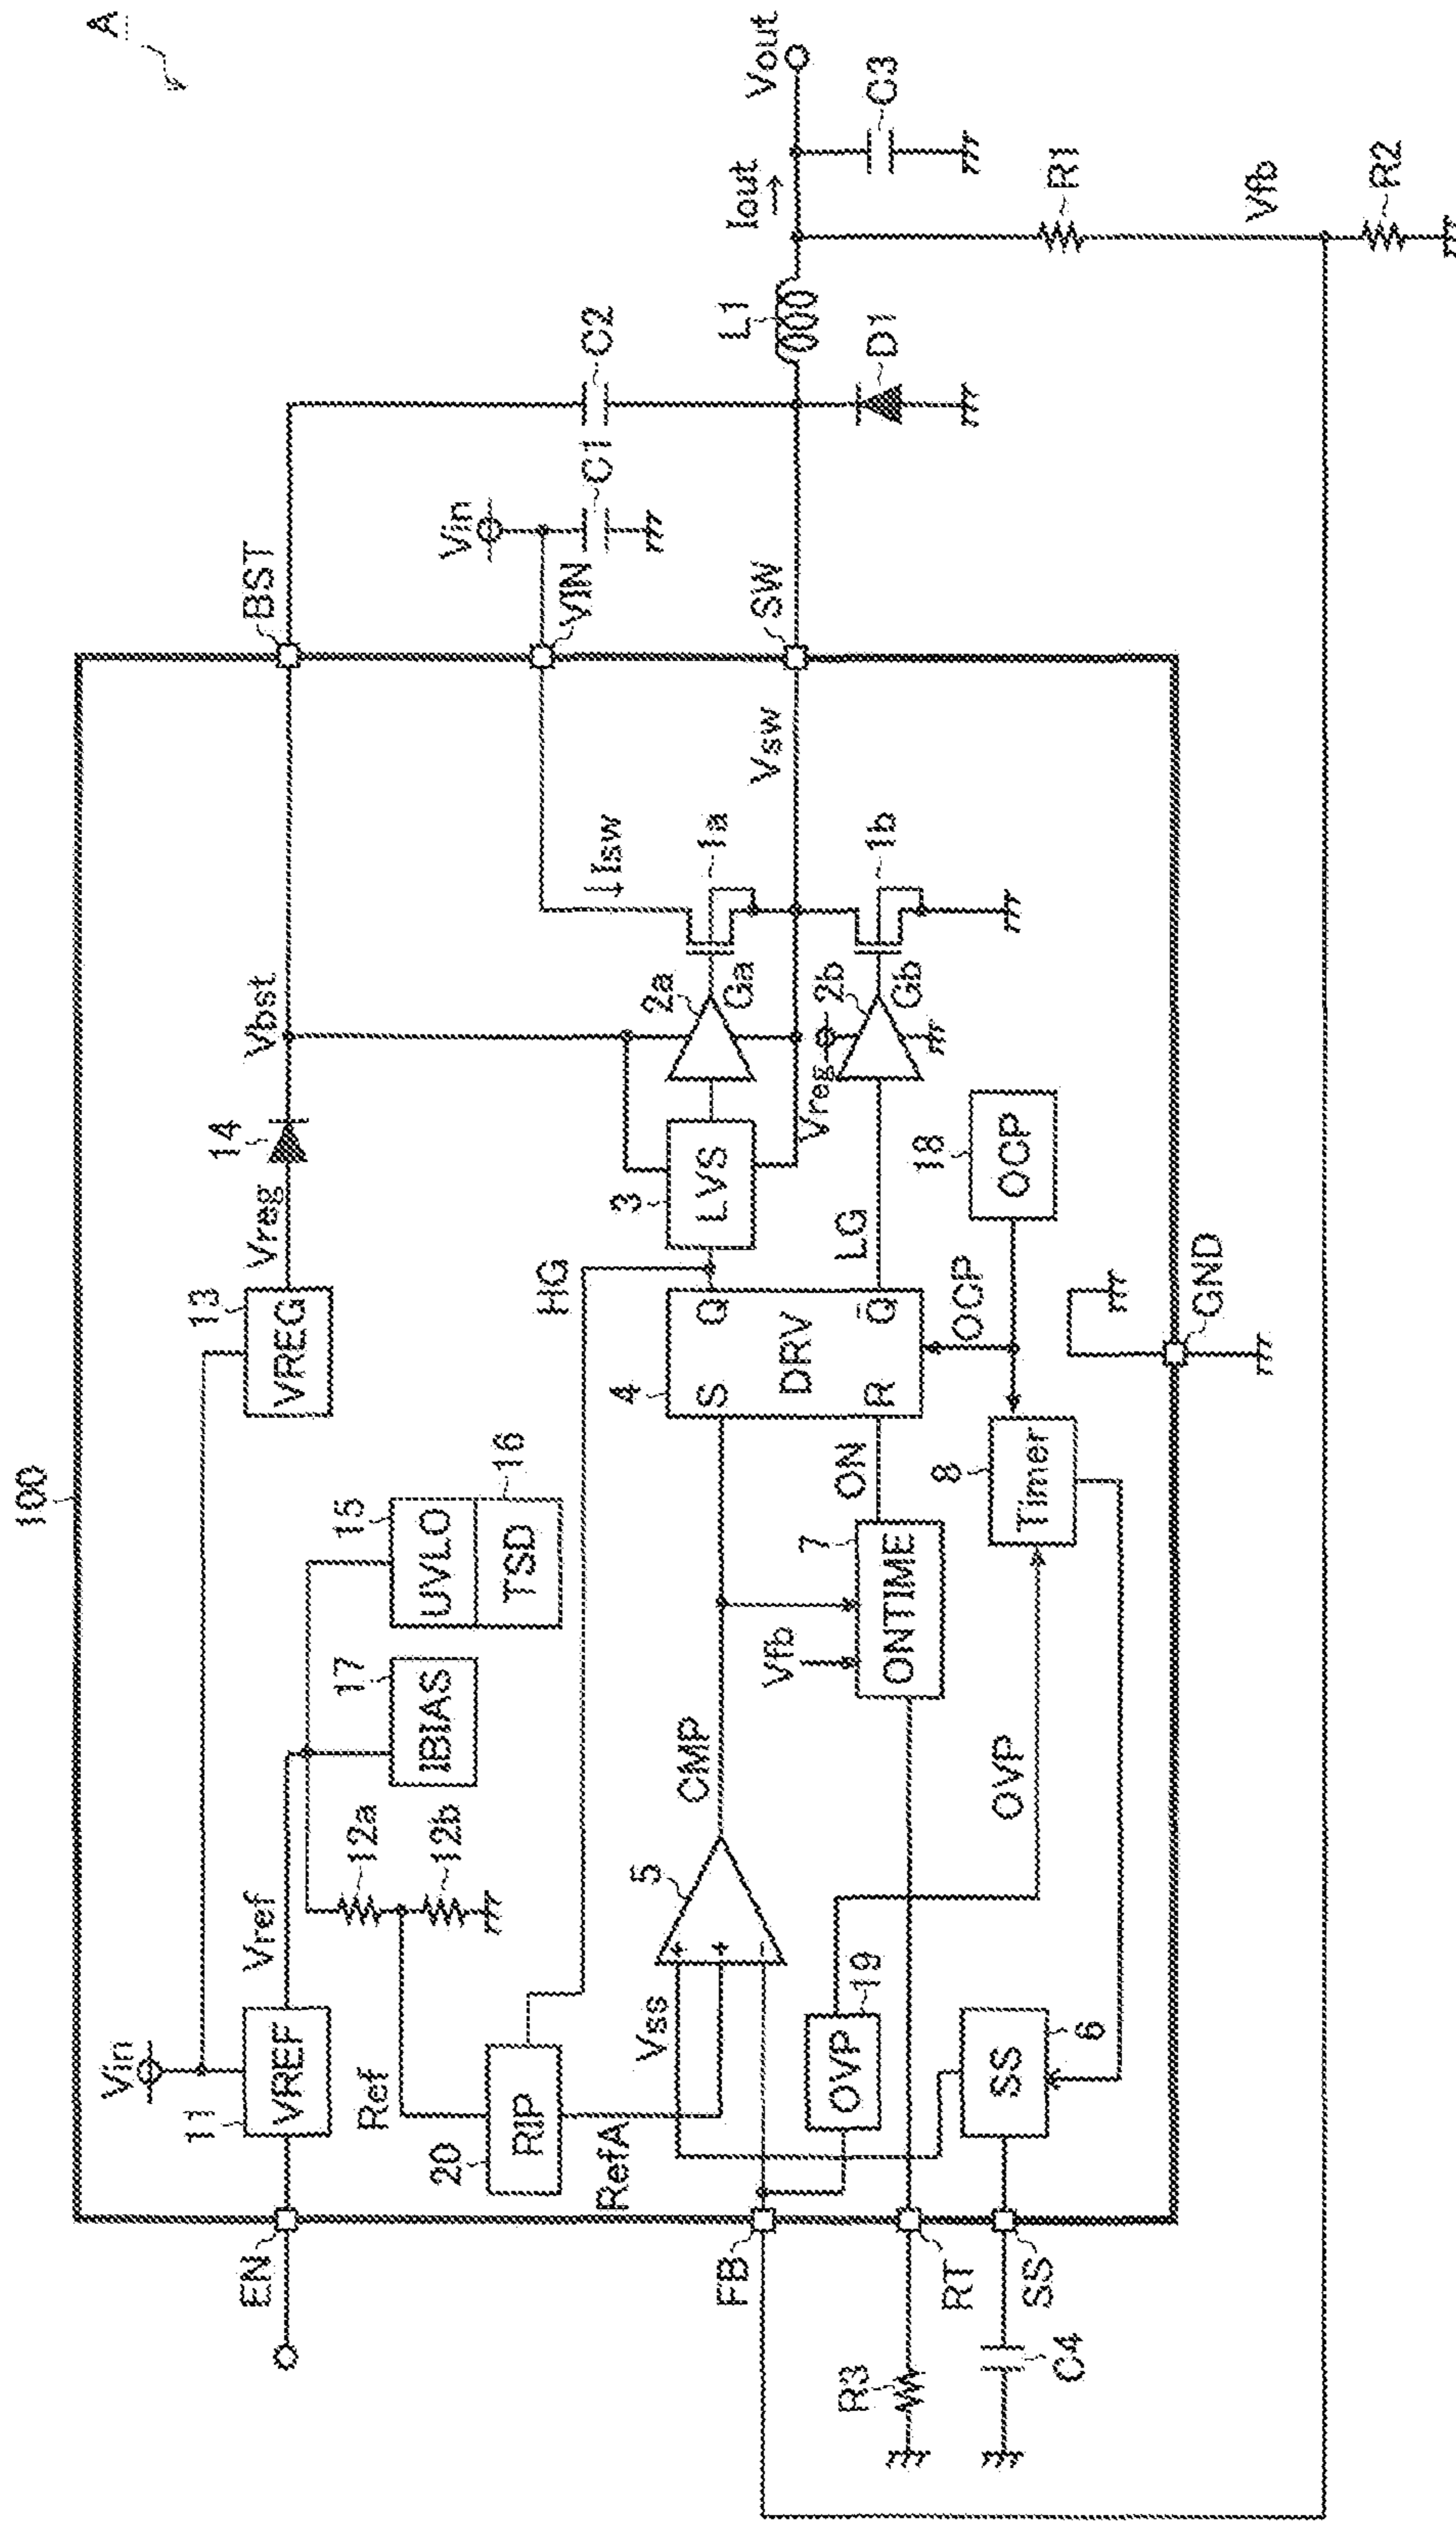 A
100
Vin
11
VREF
Vref
EN
12a
12b
Ref
17
IBIAS
15
UVLO
16
TSD
13
VREG
Vreg
14
Vbst
BST
20
RIP
RefA
HG
Vin
VIN
C1
C2
Isw
1a
2a
Ga
3
LVS
Vsw
SW
L1
Iout
Vout
C3
D1
R1
Vfb
R2
Vreg
2b
Gb
1b
4
S
Q
DRV
R
Q̄
LG
5
+
+
-
Vss
CMP
Vfb
7
ONTIME
ON
FB
OVP
19
OVP
RT
R3
SS
C4
SS
6
8
Timer
OCP
18
OCP
GND